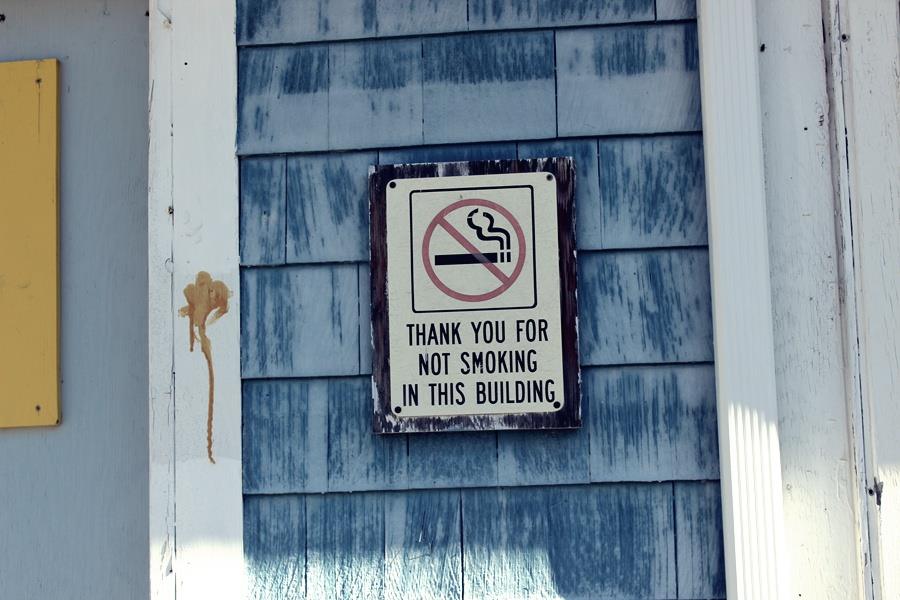 THANK YOU FOR
NOT SMOKING
IN THIS BUILDING